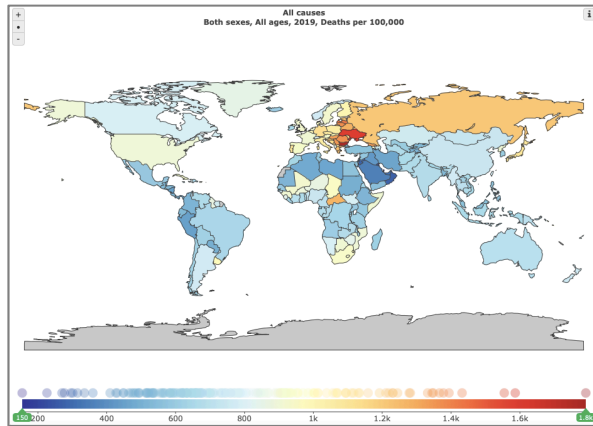 +
All causes
i
•
Both sexes, All ages, 2019, Deaths per 100,000
-
150 200 400 600 800 1k 1.2k 1.4k 1.6k 1.8k